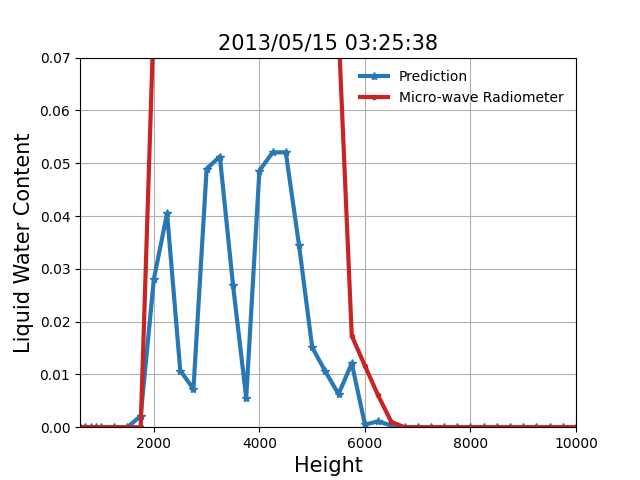 2013/05/15 03:25:38
Prediction
Micro-wave Radiometer
Liquid Water Content
0.07
0.06
0.05
0.04
0.03
0.02
0.01
0.00
2000 4000 6000 8000 10000
Height